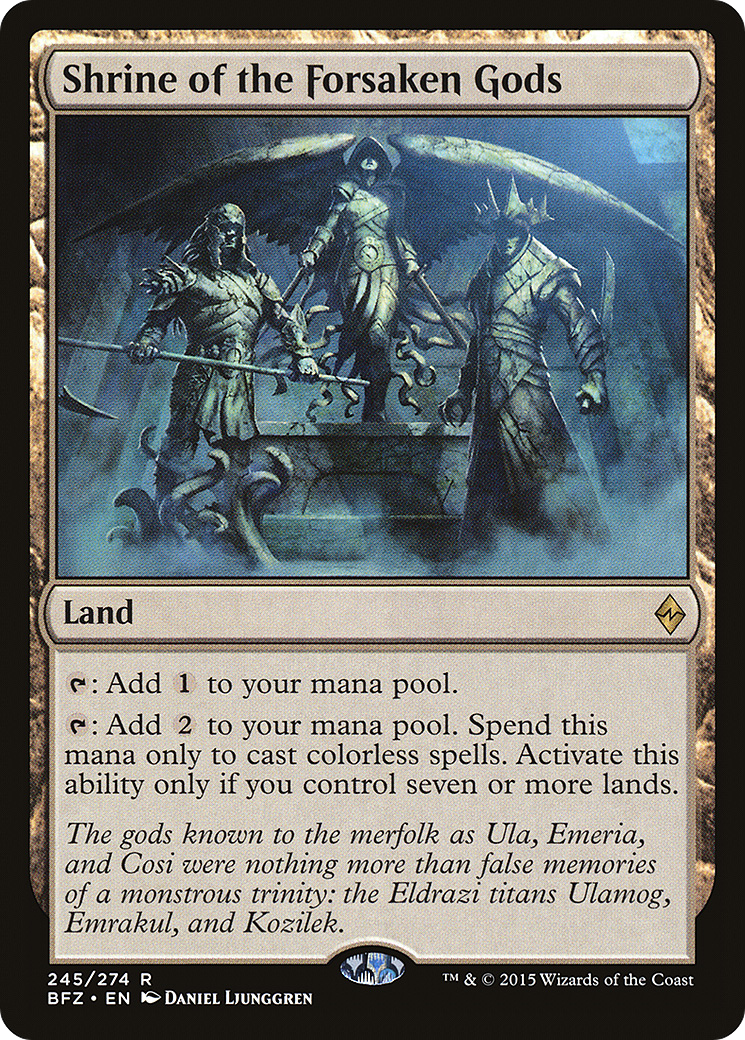 Shrine of the Forsaken Gods
Land
: Add 1 to your mana pool.
: Add 2 to your mana pool. Spend this
mana only to cast colorless spells. Activate this
ability only if you control seven or more lands.
The gods known to the merfolk as Ula, Emeria,
and Cosi were nothing more than false memories
of a monstrous trinity: the Eldrazi titans Ulamog,
Emrakul, and Kozilek.
245/274 R
BFZ • EN Daniel Ljunggren
™ & © 2015 Wizards of the Coast